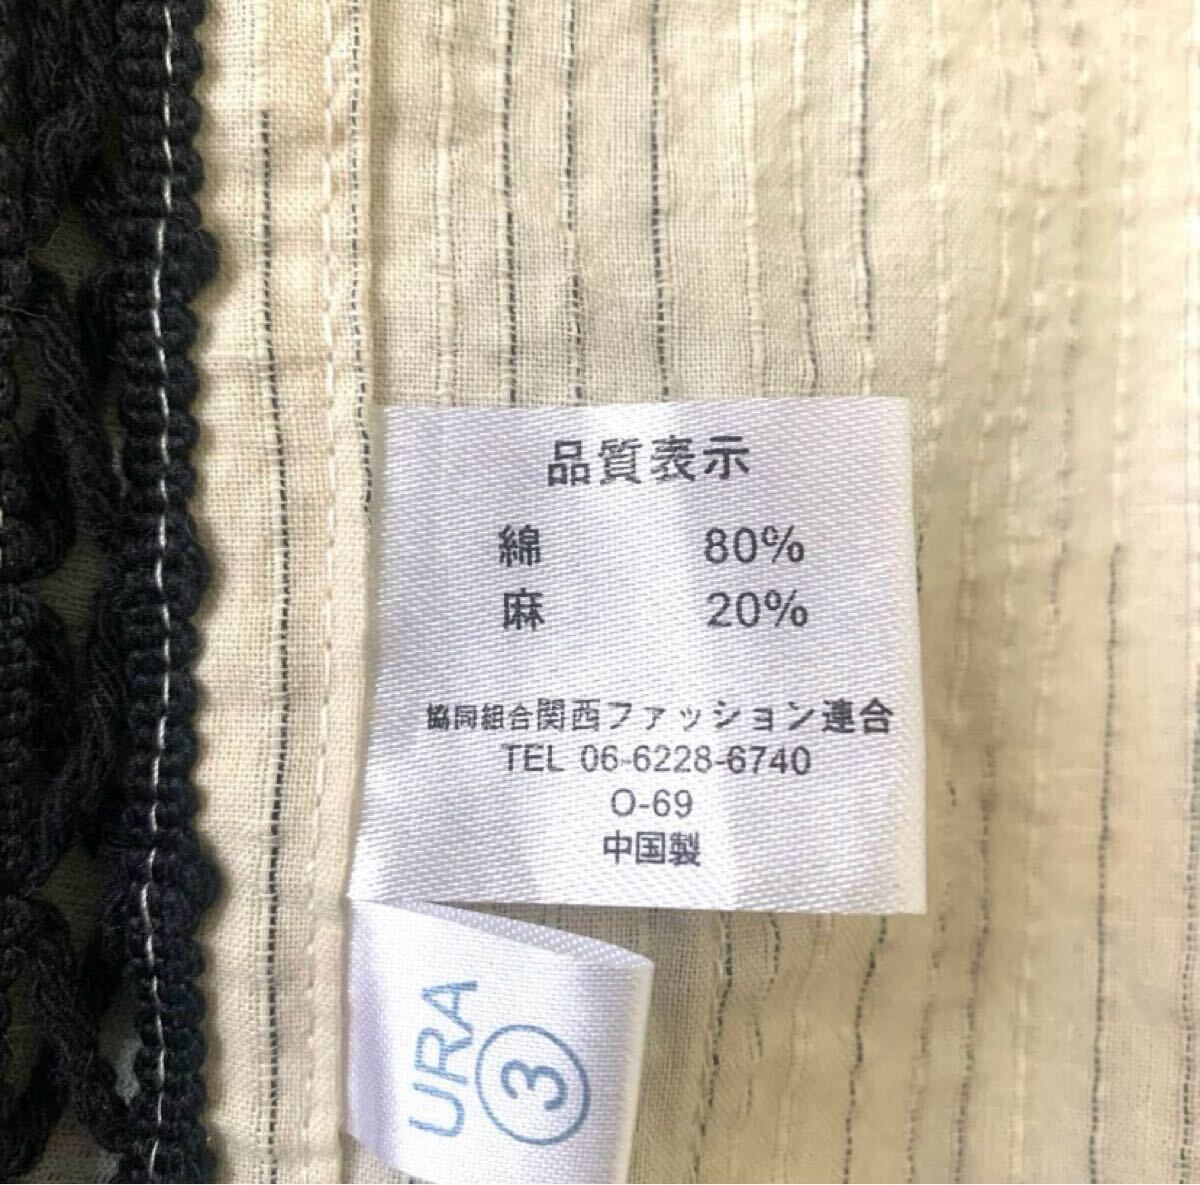 品質表示
綿 80%
麻 20%
協同組合関西ファッション連合
TEL 06-6228-6740
O-69
中国製
URA ③